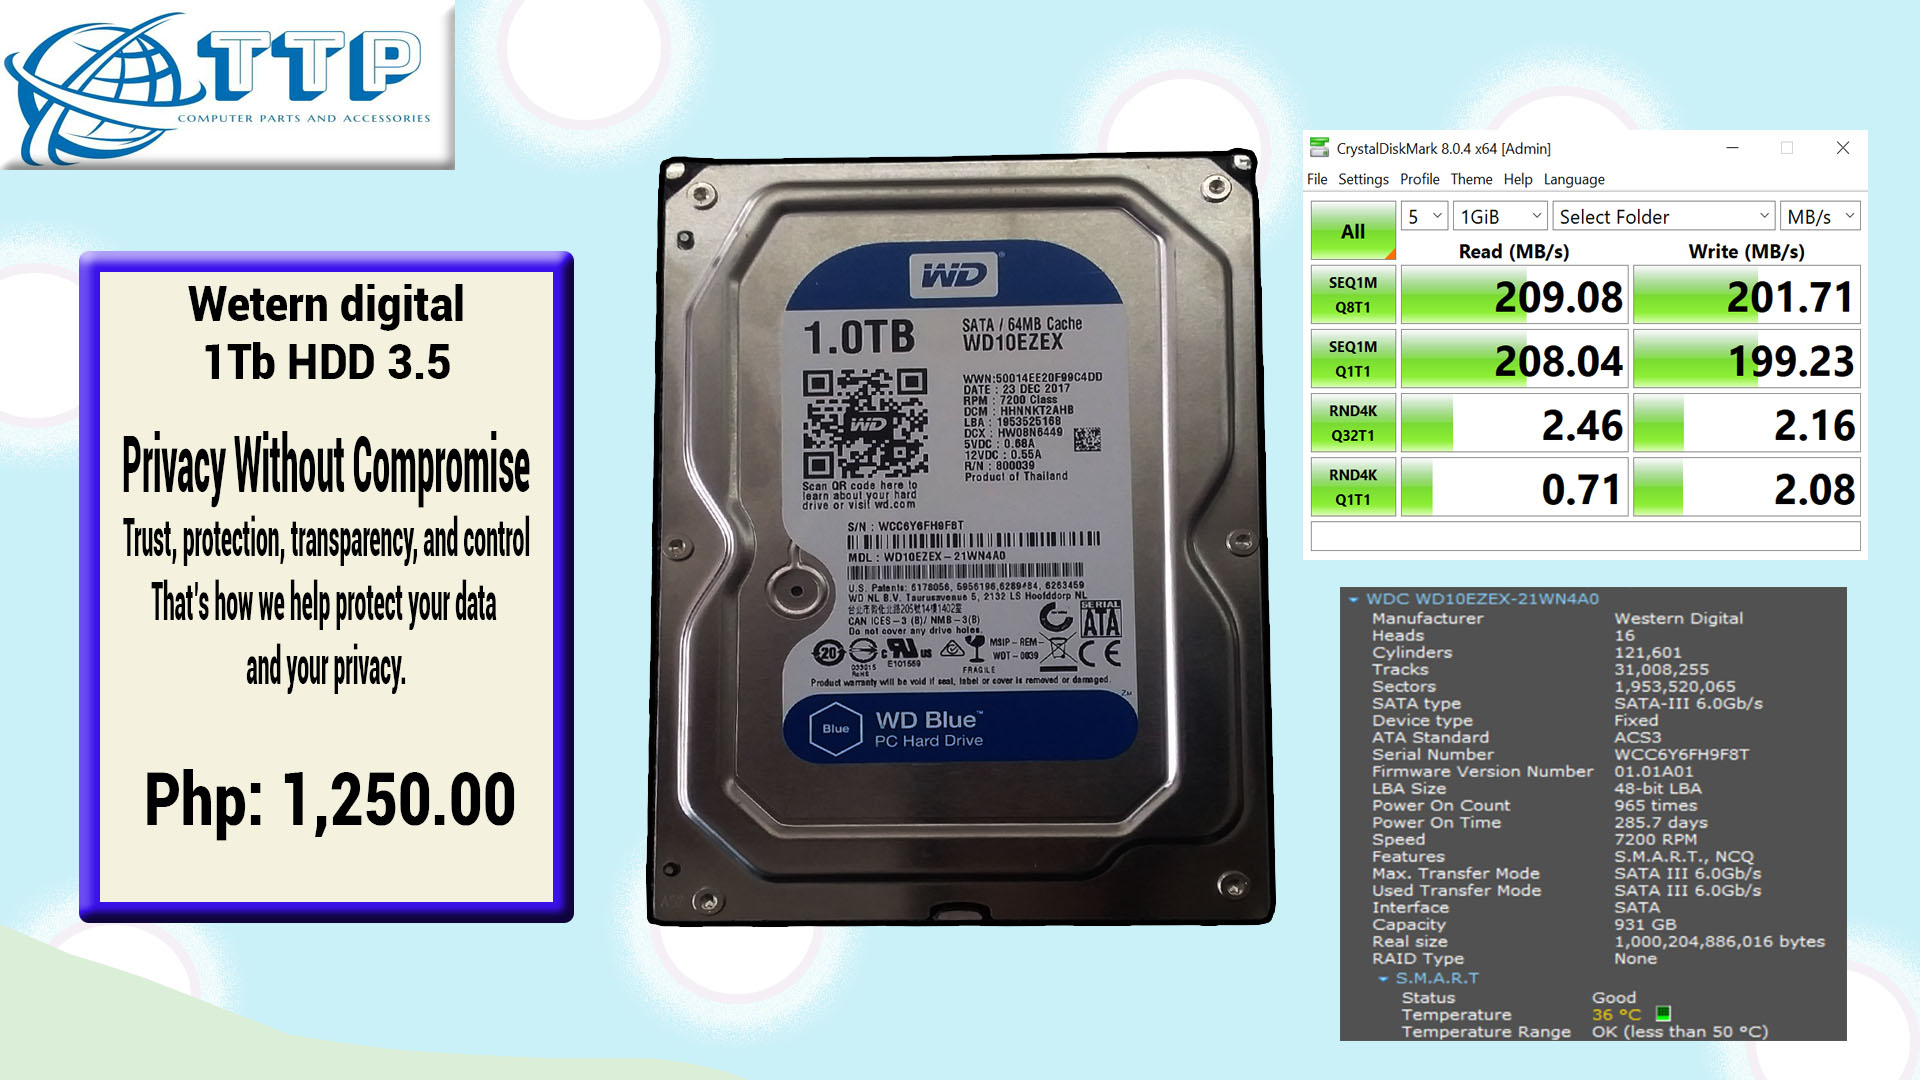 TTP
COMPUTER PARTS AND ACCESSORIES
Wetern digital
1Tb HDD 3.5
Privacy Without Compromise
Trust, protection, transparency, and control
That's how we help protect your data
and your privacy.
Php: 1,250.00
WD®
1.0TB
SATA / 64MB Cache
WD10EZEX
WWN:50014EE20F99C4DD
DATE : 23 DEC 2017
RPM : 7200 Class
DCM : HHNNKT2AHB
LBA : 1953525168
DCX : HW08N6449
5VDC : 0.68A
12VDC : 0.55A
R/N : 800039
Product of Thailand
WD
Scan QR code here to
learn about your hard
drive or visit wd.com
S/N : WCC6Y6FH9F8T
MDL : WD10EZEX-21WN4A0
U.S. Patents: 6178056, 5956196,6289484, 6263459
WD NL B.V. Taurusavenue 5, 2132 LS Hoofddorp NL
CAN ICES-3 (B)/ NMB-3(B)
Do not cover any drive holes.
SERIAL
ATA
20
033015
RoHS
c RU us
E101559
FRAGILE
MSIP-REM-
WDT-0039
CE
Product warranty will be void if seal, label or cover is removed or damaged.
Blue
WD Blue™
PC Hard Drive
CrystalDiskMark 8.0.4 x64 [Admin]
File Settings Profile Theme Help Language
All 5 1GiB Select Folder MB/s
Read (MB/s) Write (MB/s)
SEQ1M
Q8T1 209.08 201.71
SEQ1M
Q1T1 208.04 199.23
RND4K
Q32T1 2.46 2.16
RND4K
Q1T1 0.71 2.08
WDC WD10EZEX-21WN4A0
Manufacturer Western Digital
Heads 16
Cylinders 121,601
Tracks 31,008,255
Sectors 1,953,520,065
SATA type SATA-III 6.0Gb/s
Device type Fixed
ATA Standard ACS3
Serial Number WCC6Y6FH9F8T
Firmware Version Number 01.01A01
LBA Size 48-bit LBA
Power On Count 965 times
Power On Time 285.7 days
Speed 7200 RPM
Features S.M.A.R.T., NCQ
Max. Transfer Mode SATA III 6.0Gb/s
Used Transfer Mode SATA III 6.0Gb/s
Interface SATA
Capacity 931 GB
Real size 1,000,204,886,016 bytes
RAID Type None
S.M.A.R.T
Status Good
Temperature 36 °C
Temperature Range OK (less than 50 °C)